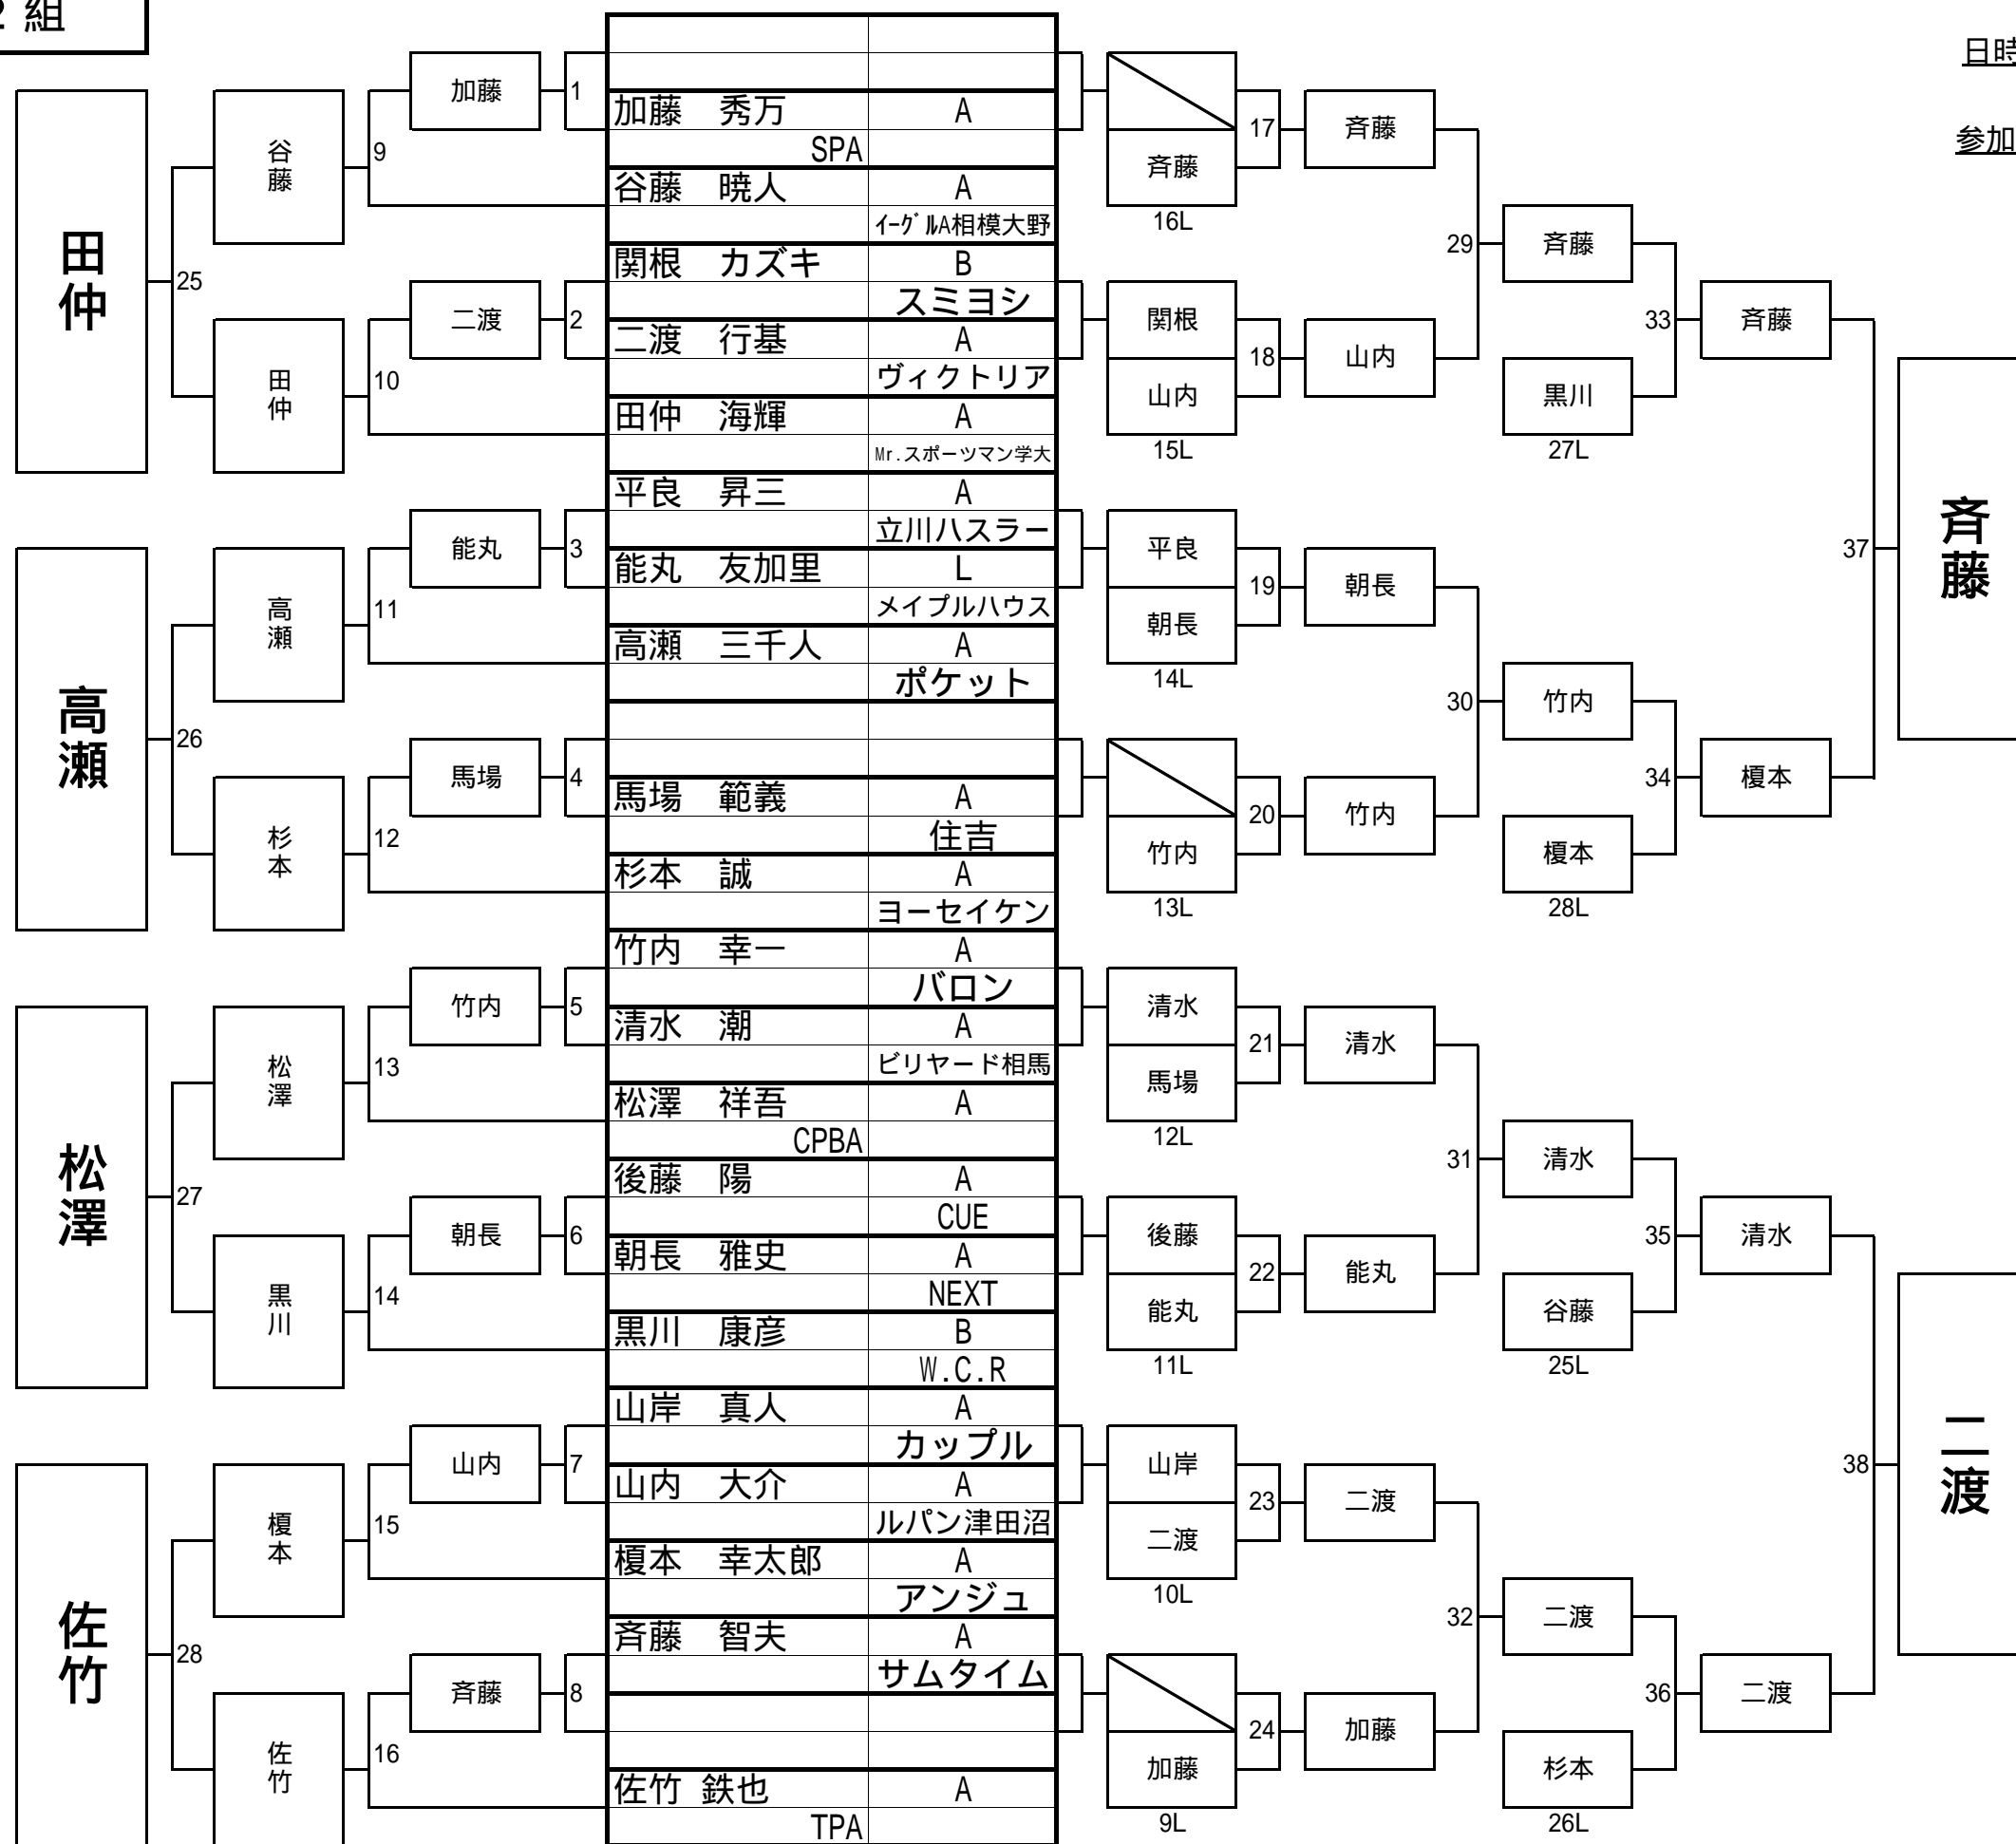 2 組
日時
参加
田仲
高瀬
松澤
佐竹
25
26
27
28
谷藤
田仲
高瀬
杉本
松澤
黒川
榎本
佐竹
9
10
11
12
13
14
15
16
加藤
二渡
能丸
馬場
竹内
朝長
山内
斉藤
1
2
3
4
5
6
7
8
加藤 秀万 A
SPA
谷藤 暁人 A
ｲｰｸﾞﾙA相模大野
関根 カズキ B
スミヨシ
二渡 行基 A
ヴィクトリア
田仲 海輝 A
Mr.スポーツマン学大
平良 昇三 A
立川ハスラー
能丸 友加里 L
メイプルハウス
高瀬 三千人 A
ポケット
馬場 範義 A
住吉
杉本 誠 A
ヨーセイケン
竹内 幸一 A
バロン
清水 潮 A
ビリヤード相馬
松澤 祥吾 A
CPBA
後藤 陽 A
CUE
朝長 雅史 A
NEXT
黒川 康彦 B
W.C.R
山岸 真人 A
カップル
山内 大介 A
ルパン津田沼
榎本 幸太郎 A
アンジュ
斉藤 智夫 A
サムタイム
佐竹 鉄也 A
TPA
斉藤
16L
関根
山内
15L
平良
朝長
14L
竹内
13L
清水
馬場
12L
後藤
能丸
11L
山岸
二渡
10L
加藤
9L
17
18
19
20
21
22
23
24
斉藤
山内
朝長
竹内
清水
能丸
二渡
加藤
29
30
31
32
斉藤
黒川
27L
竹内
榎本
28L
清水
谷藤
25L
二渡
杉本
26L
33
34
35
36
斉藤
榎本
清水
二渡
37
38
斉藤
二渡